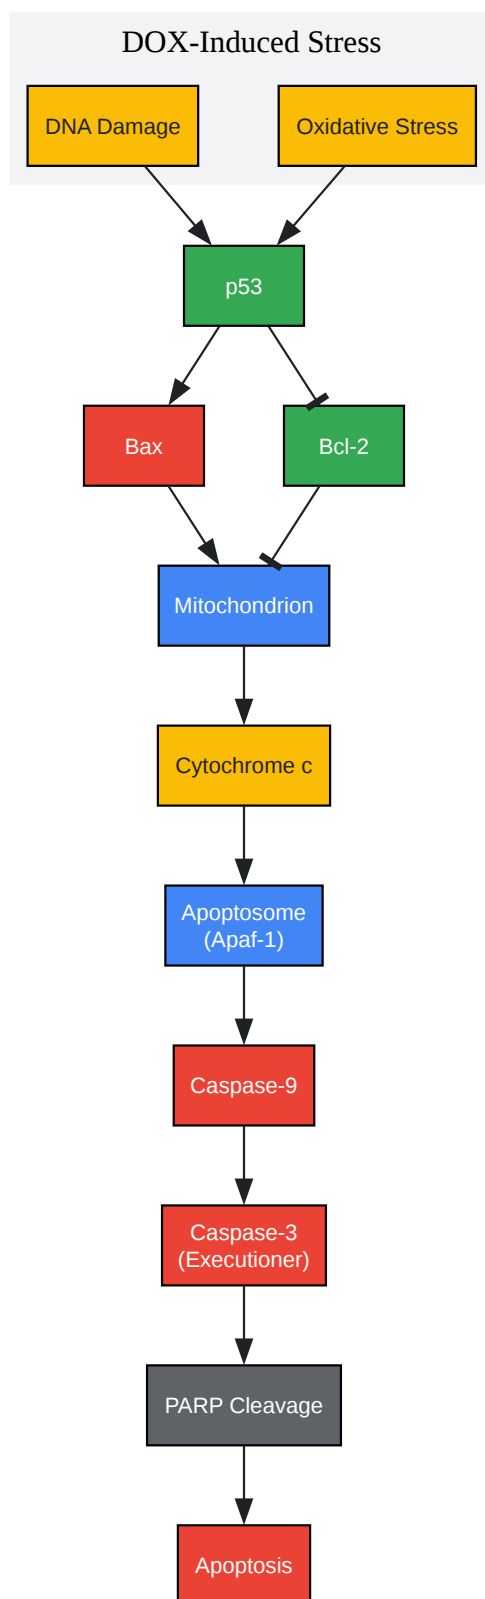 DOX-Induced Stress
DNA Damage
Oxidative Stress
p53
Bax
Bcl-2
Mitochondrion
Cytochrome c
Apoptosome
(Apaf-1)
Caspase-9
Caspase-3
(Executioner)
PARP Cleavage
Apoptosis